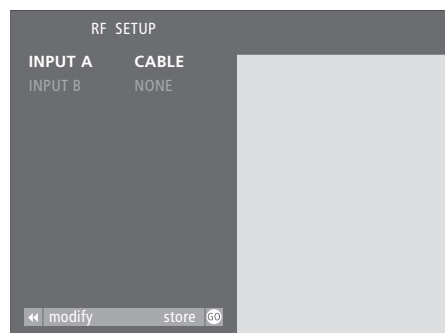 RF SETUP
INPUT A CABLE
INPUT B NONE
modify store GO